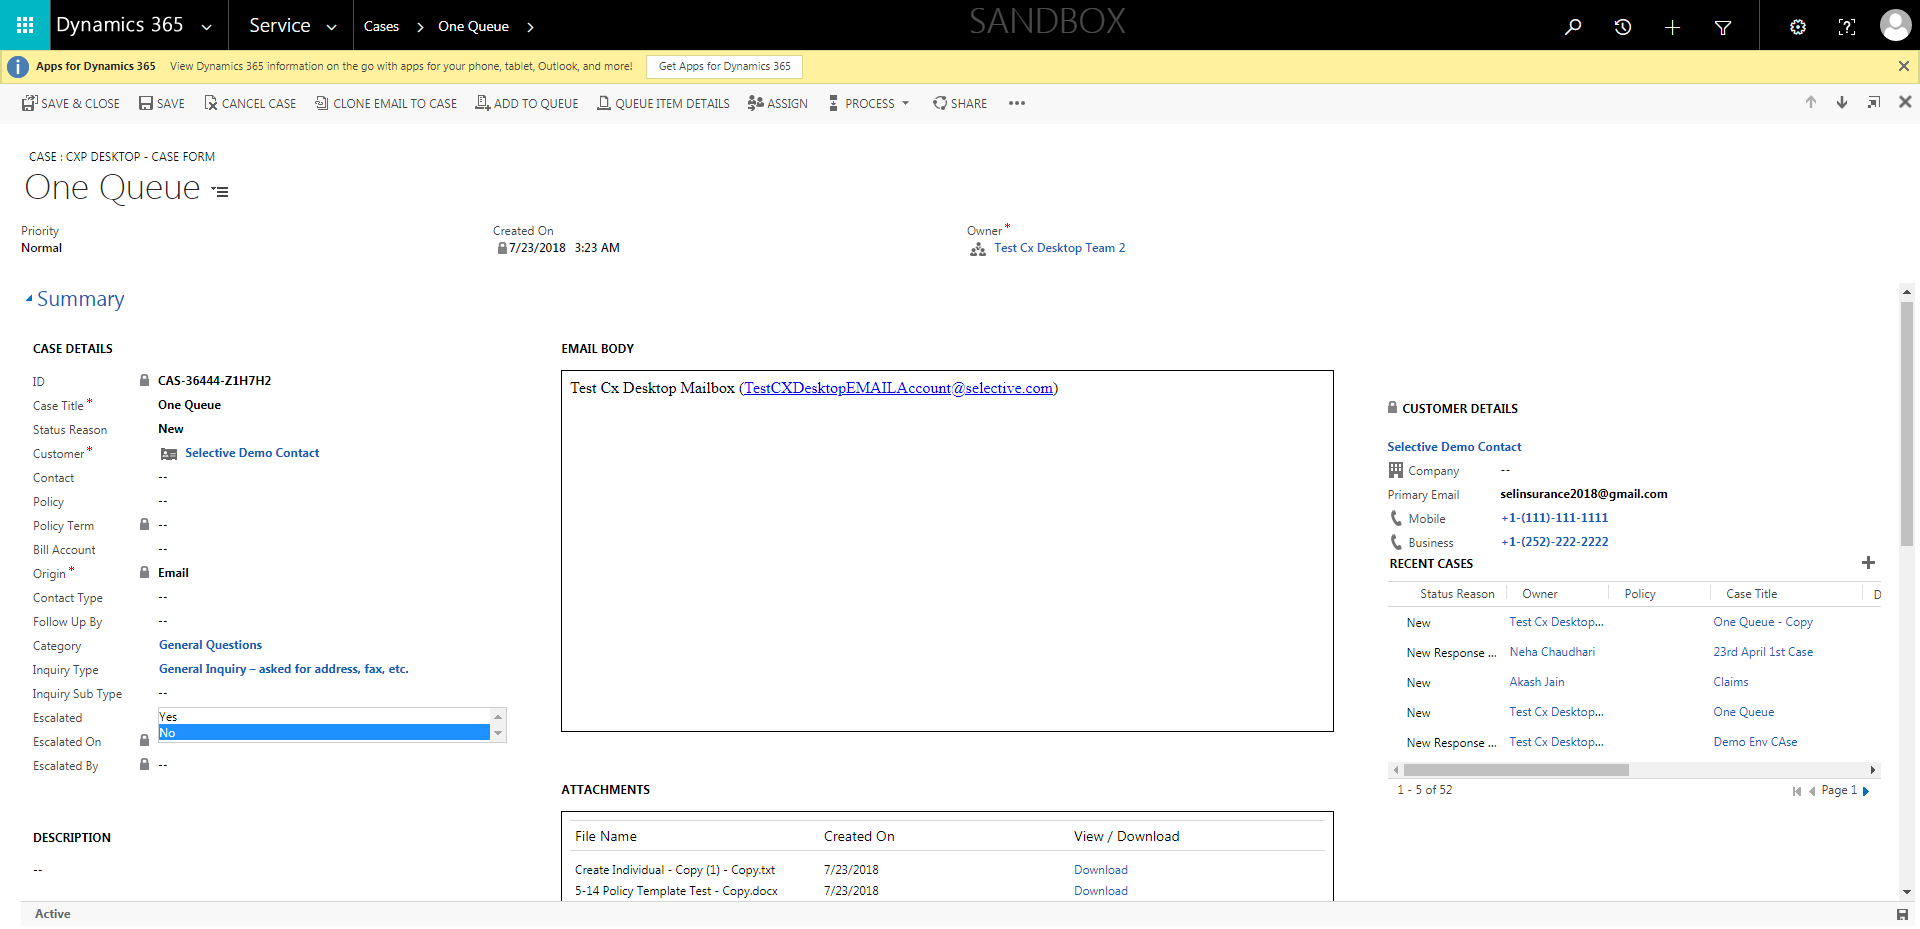 Dynamics 365 Service Cases One Queue SANDBOX
Apps for Dynamics 365 View Dynamics 365 information on the go with apps for your phone, tablet, Outlook, and more! Get Apps for Dynamics 365
SAVE & CLOSE SAVE CANCEL CASE CLONE EMAIL TO CASE ADD TO QUEUE QUEUE ITEM DETAILS ASSIGN PROCESS SHARE
CASE : CXP DESKTOP - CASE FORM
One Queue
Priority
Normal
Created On
7/23/2018 3:23 AM
Owner*
Test Cx Desktop Team 2
Summary
CASE DETAILS
ID CAS-36444-Z1H7H2
Case Title* One Queue
Status Reason New
Customer* Selective Demo Contact
Contact --
Policy --
Policy Term --
Bill Account --
Origin* Email
Contact Type --
Follow Up By --
Category General Questions
Inquiry Type General Inquiry – asked for address, fax, etc.
Inquiry Sub Type --
Escalated Yes
No
Escalated On
Escalated By --
DESCRIPTION
--
EMAIL BODY
Test Cx Desktop Mailbox (TestCXDesktopEMAILAccount@selective.com)
ATTACHMENTS
File Name Created On View / Download
Create Individual - Copy (1) - Copy.txt 7/23/2018 Download
5-14 Policy Template Test - Copy.docx 7/23/2018 Download
CUSTOMER DETAILS
Selective Demo Contact
Company --
Primary Email selinsurance2018@gmail.com
Mobile +1-(111)-111-1111
Business +1-(252)-222-2222
RECENT CASES
Status Reason Owner Policy Case Title D
New Test Cx Desktop... One Queue - Copy
New Response ... Neha Chaudhari 23rd April 1st Case
New Akash Jain Claims
New Test Cx Desktop... One Queue
New Response ... Test Cx Desktop... Demo Env CAse
1 - 5 of 52 Page 1
Active